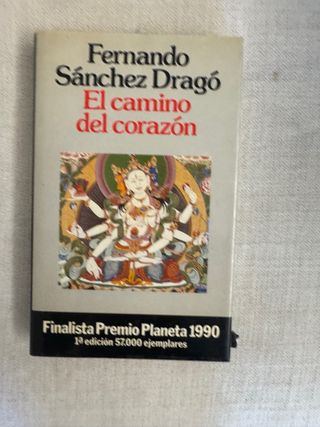 Fernando
Sánchez Dragó
El camino
del corazón
Finalista Premio Planeta 1990
1ª edición 57.000 ejemplares